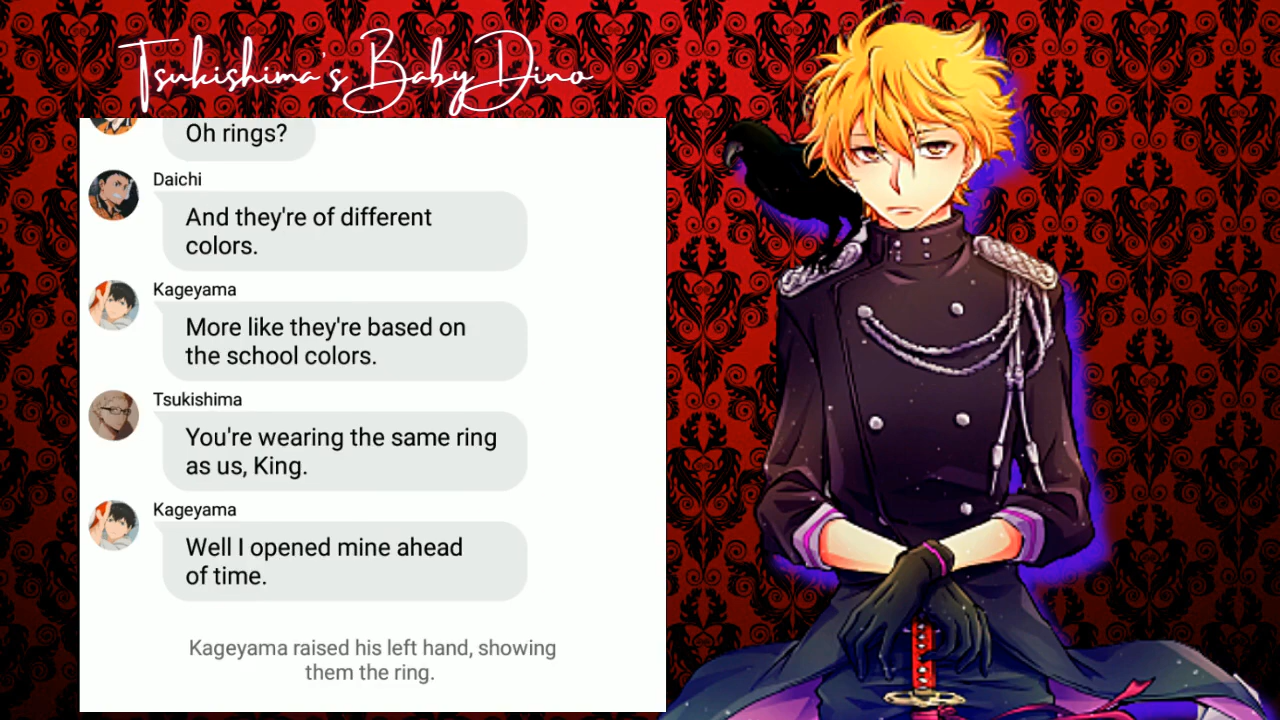 Tsukishima's Baby Dino
Oh rings?
Daichi
And they're of different
colors.
Kageyama
More like they're based on
the school colors.
Tsukishima
You're wearing the same ring
as us, King.
Kageyama
Well I opened mine ahead
of time.
Kageyama raised his left hand, showing
them the ring.